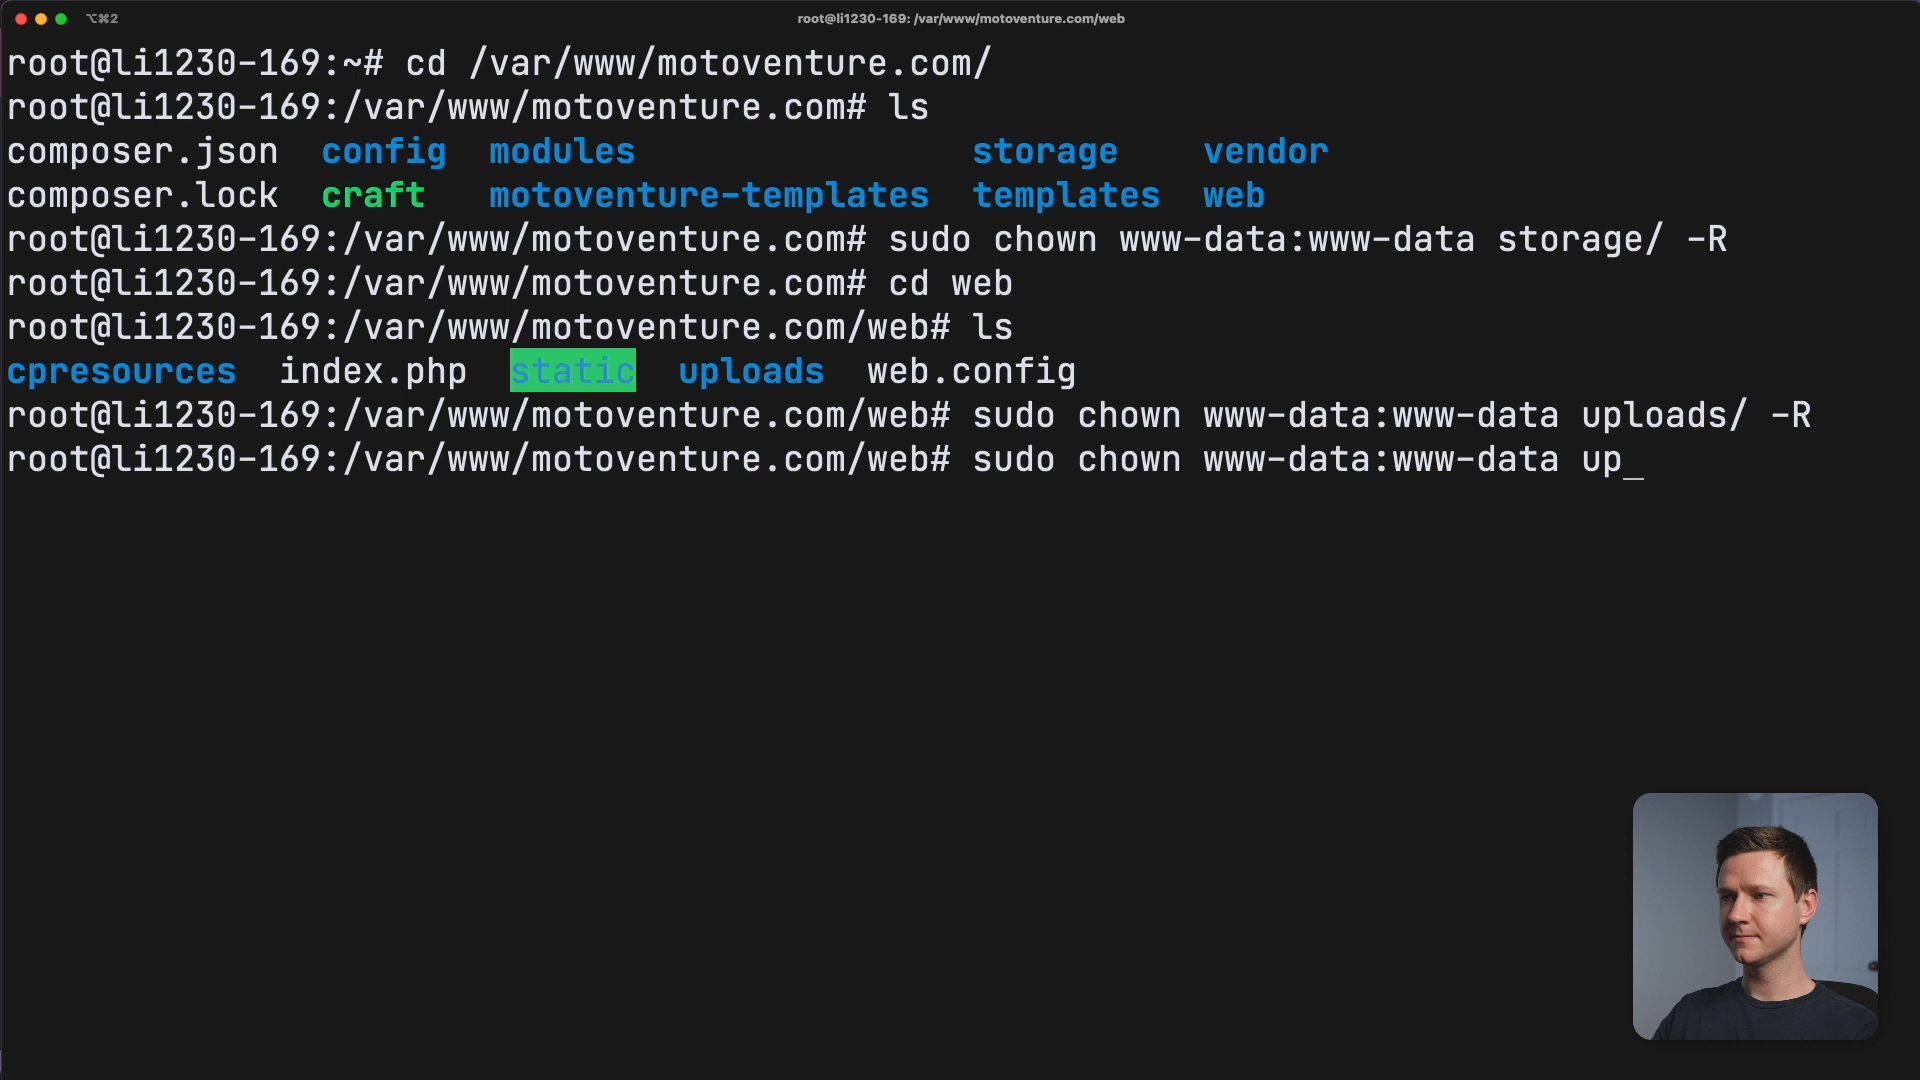 ⌥⌘2
root@li1230-169: /var/www/motoventure.com/web
root@li1230-169:~# cd /var/www/motoventure.com/
root@li1230-169:/var/www/motoventure.com# ls
composer.json config modules storage vendor
composer.lock craft motoventure-templates templates web
root@li1230-169:/var/www/motoventure.com# sudo chown www-data:www-data storage/ -R
root@li1230-169:/var/www/motoventure.com# cd web
root@li1230-169:/var/www/motoventure.com/web# ls
cpresources index.php static uploads web.config
root@li1230-169:/var/www/motoventure.com/web# sudo chown www-data:www-data uploads/ -R
root@li1230-169:/var/www/motoventure.com/web# sudo chown www-data:www-data up_